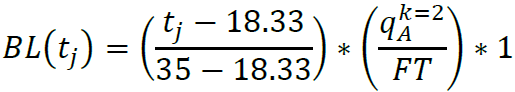 BL(t_j) = ((t_j − 18.33)/(35 − 18.33)) * (q_A^{k=2}/FT) * 1